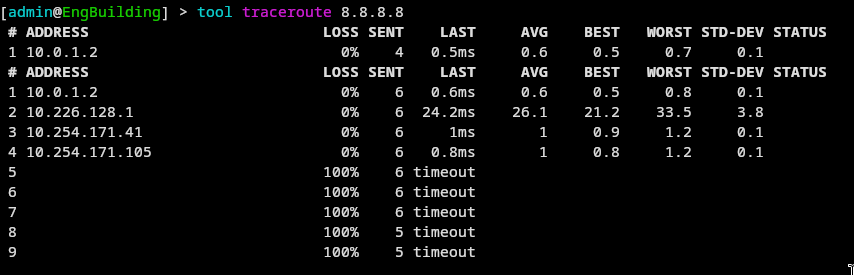 [admin@EngBuilding] > tool traceroute 8.8.8.8
# ADDRESS LOSS SENT LAST AVG BEST WORST STD-DEV STATUS
1 10.0.1.2 0% 4 0.5ms 0.6 0.5 0.7 0.1
# ADDRESS LOSS SENT LAST AVG BEST WORST STD-DEV STATUS
1 10.0.1.2 0% 6 0.6ms 0.6 0.5 0.8 0.1
2 10.226.128.1 0% 6 24.2ms 26.1 21.2 33.5 3.8
3 10.254.171.41 0% 6 1ms 1 0.9 1.2 0.1
4 10.254.171.105 0% 6 0.8ms 1 0.8 1.2 0.1
5 100% 6 timeout
6 100% 6 timeout
7 100% 6 timeout
8 100% 5 timeout
9 100% 5 timeout